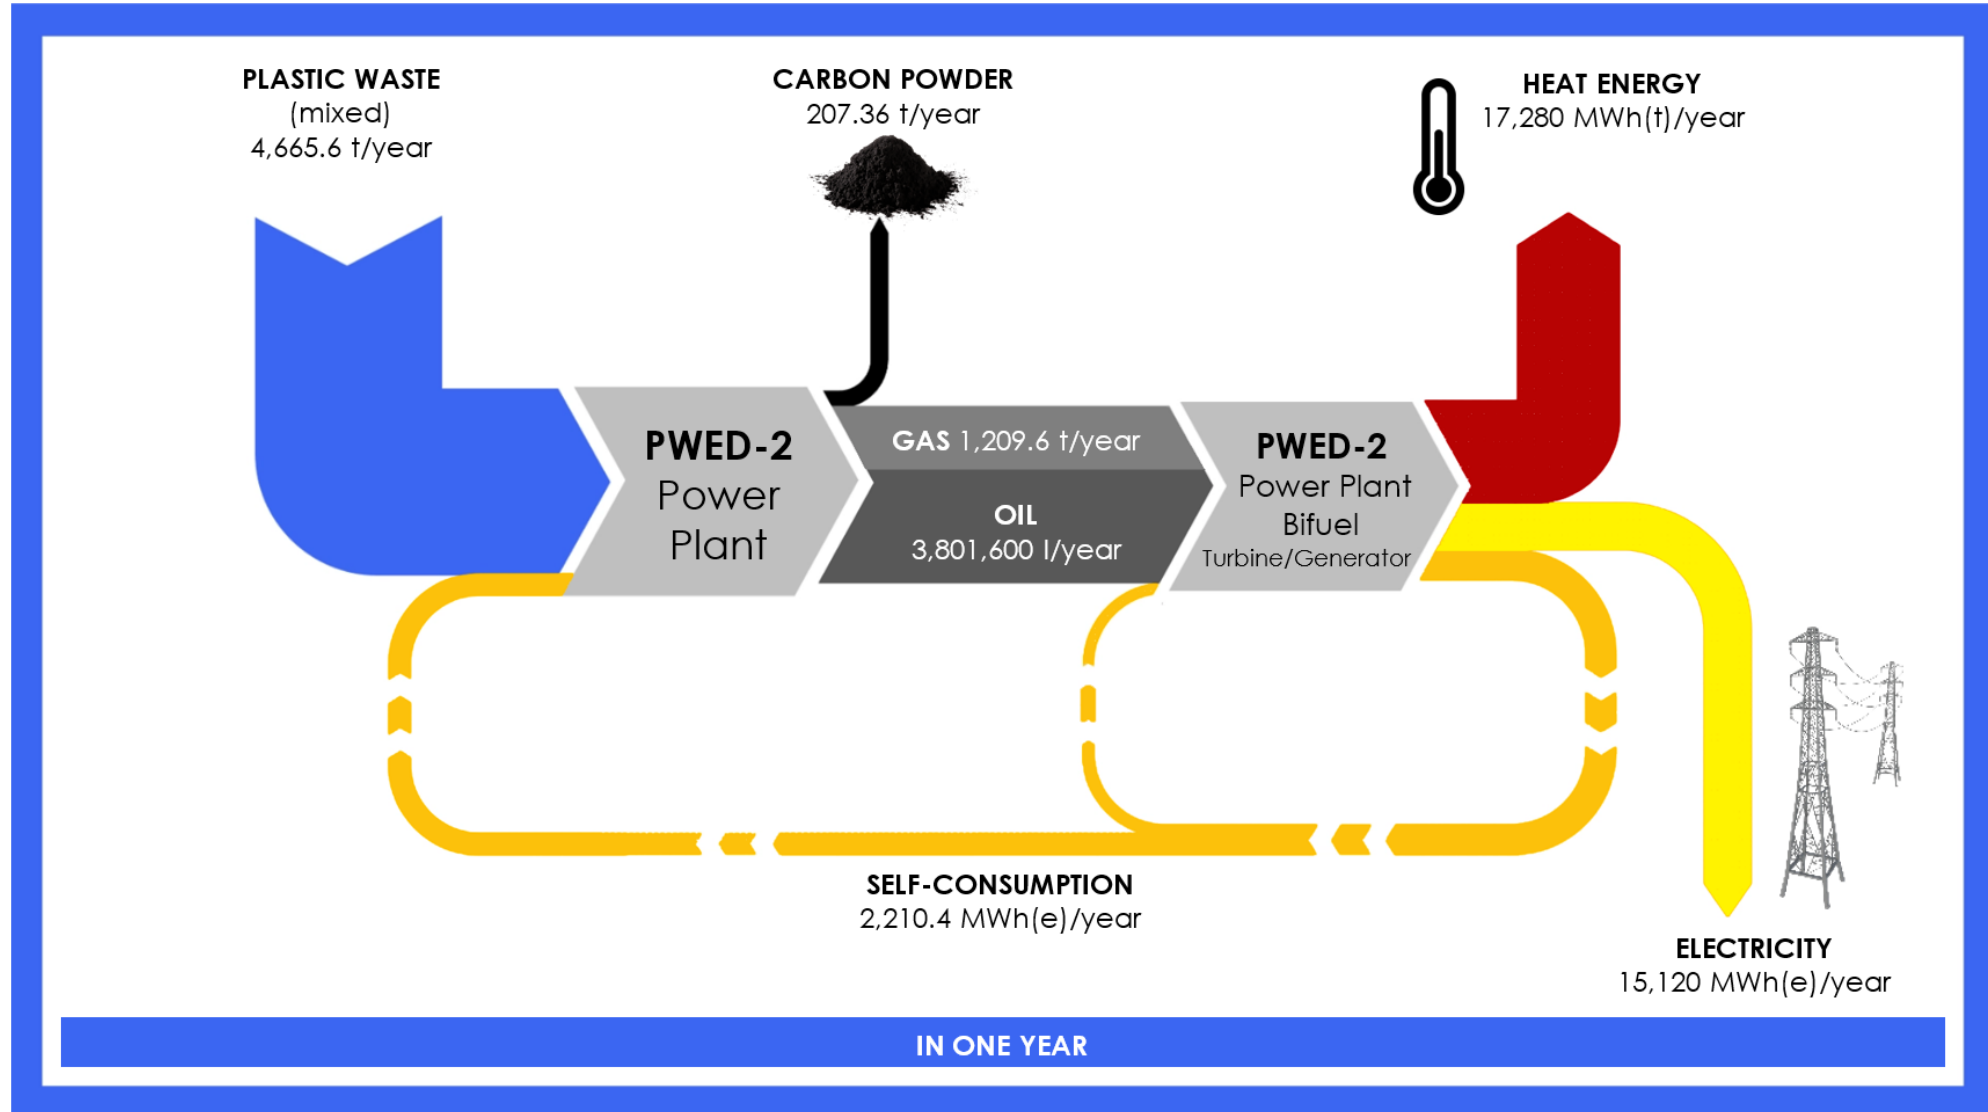 PLASTIC WASTE
(mixed)
4,665.6 t/year
CARBON POWDER
207.36 t/year
HEAT ENERGY
17,280 MWh(t)/year
PWED-2
Power
Plant
GAS 1,209.6 t/year
OIL
3,801,600 l/year
PWED-2
Power Plant
Bifuel
Turbine/Generator
SELF-CONSUMPTION
2,210.4 MWh(e)/year
ELECTRICITY
15,120 MWh(e)/year
IN ONE YEAR